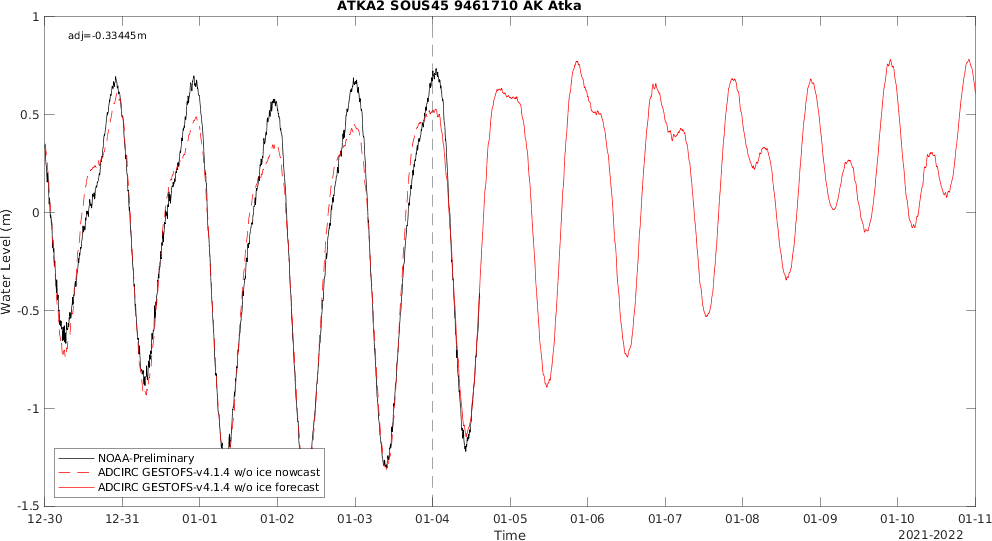 ATKA2 SOUS45 9461710 AK Atka
adj=-0.33445m
Water Level (m)
1
0.5
0
-0.5
-1
-1.5
NOAA-Preliminary
ADCIRC GESTOFS-v4.1.4 w/o ice nowcast
ADCIRC GESTOFS-v4.1.4 w/o ice forecast
12-30 12-31 01-01 01-02 01-03 01-04 01-05 01-06 01-07 01-08 01-09 01-10 01-11
Time
2021-2022